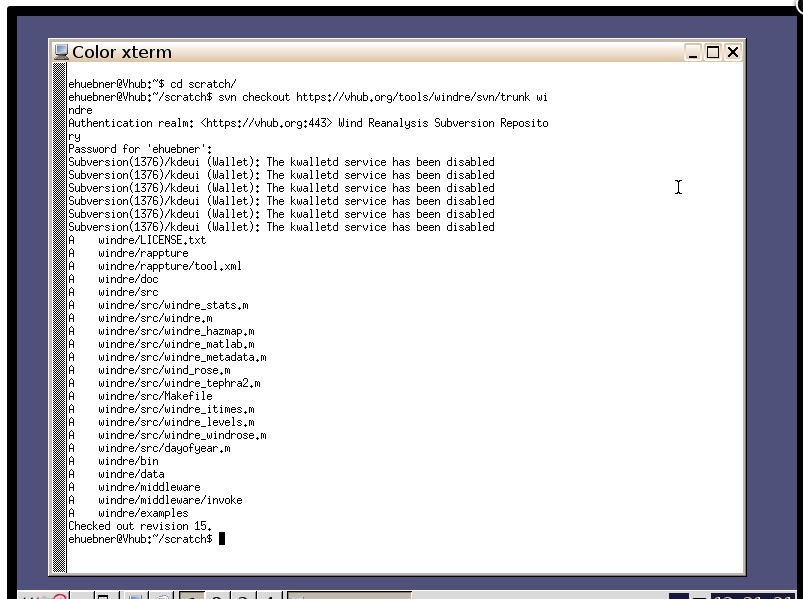 Color xterm
ehuebner@Vhub:~$ cd scratch/
ehuebner@Vhub:~/scratch$ svn checkout https://vhub.org/tools/windre/svn/trunk wi
ndre
Authentication realm: <https://vhub.org:443> Wind Reanalysis Subversion Reposito
ry
Password for 'ehuebner':
Subversion(1376)/kdeui (Wallet): The kwalletd service has been disabled
Subversion(1376)/kdeui (Wallet): The kwalletd service has been disabled
Subversion(1376)/kdeui (Wallet): The kwalletd service has been disabled
Subversion(1376)/kdeui (Wallet): The kwalletd service has been disabled
Subversion(1376)/kdeui (Wallet): The kwalletd service has been disabled
Subversion(1376)/kdeui (Wallet): The kwalletd service has been disabled
A    windre/LICENSE.txt
A    windre/rappture
A    windre/rappture/tool.xml
A    windre/doc
A    windre/src
A    windre/src/windre_stats.m
A    windre/src/windre.m
A    windre/src/windre_hazmap.m
A    windre/src/windre_matlab.m
A    windre/src/windre_metadata.m
A    windre/src/wind_rose.m
A    windre/src/windre_tephra2.m
A    windre/src/Makefile
A    windre/src/windre_itimes.m
A    windre/src/windre_levels.m
A    windre/src/windre_windrose.m
A    windre/src/dayofyear.m
A    windre/bin
A    windre/data
A    windre/middleware
A    windre/middleware/invoke
A    windre/examples
Checked out revision 15.
ehuebner@Vhub:~/scratch$